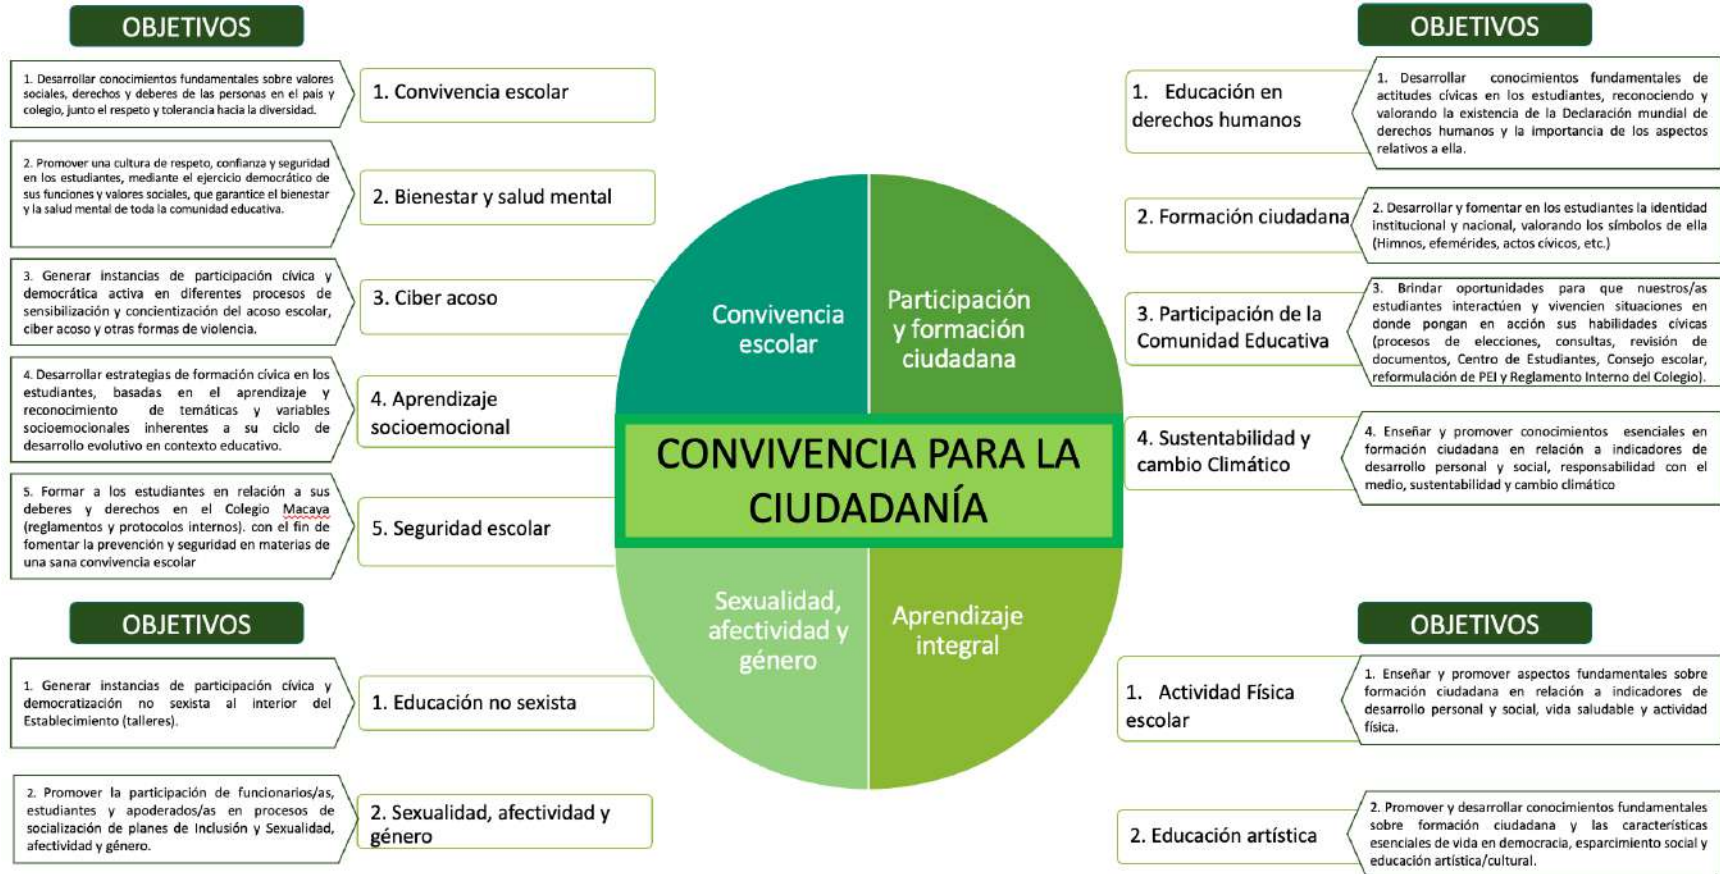 OBJETIVOS
1. Desarrollar conocimientos fundamentales sobre valores
sociales, derechos y deberes de las personas en el país y
colegio, junto el respeto y tolerancia hacia la diversidad.
1. Convivencia escolar
2. Promover una cultura de respeto, confianza y seguridad
en los estudiantes, mediante el ejercicio democrático de
sus funciones y valores sociales, que garantice el bienestar
y la salud mental de toda la comunidad educativa.
2. Bienestar y salud mental
3. Generar instancias de participación cívica y
democrática activa en diferentes procesos de
sensibilización y concientización del acoso escolar,
ciber acoso y otras formas de violencia.
3. Ciber acoso
4. Desarrollar estrategias de formación cívica en los
estudiantes, basadas en el aprendizaje y
reconocimiento de temáticas y variables
socioemocionales inherentes a su ciclo de
desarrollo evolutivo en contexto educativo.
4. Aprendizaje
socioemocional
5. Formar a los estudiantes en relación a sus
deberes y derechos en el Colegio Macaya
(reglamentos y protocolos internos). con el fin de
fomentar la prevención y seguridad en materias de
una sana convivencia escolar
5. Seguridad escolar
OBJETIVOS
1. Generar instancias de participación cívica y
democratización no sexista al interior del
Establecimiento (talleres).
1. Educación no sexista
2. Promover la participación de funcionarios/as,
estudiantes y apoderados/as en procesos de
socialización de planes de Inclusión y Sexualidad,
afectividad y género.
2. Sexualidad, afectividad y
género
Convivencia
escolar
Participación
y formación
ciudadana
CONVIVENCIA PARA LA
CIUDADANÍA
Sexualidad,
afectividad y
género
Aprendizaje
integral
OBJETIVOS
1. Educación en
derechos humanos
1. Desarrollar conocimientos fundamentales de
actitudes cívicas en los estudiantes, reconociendo y
valorando la existencia de la Declaración mundial de
derechos humanos y la importancia de los aspectos
relativos a ella.
2. Formación ciudadana
2. Desarrollar y fomentar en los estudiantes la identidad
institucional y nacional, valorando los símbolos de ella
(Himnos, efemérides, actos cívicos, etc.)
3. Participación de la
Comunidad Educativa
3. Brindar oportunidades para que nuestros/as
estudiantes interactúen y vivencien situaciones en
donde pongan en acción sus habilidades cívicas
(procesos de elecciones, consultas, revisión de
documentos, Centro de Estudiantes, Consejo escolar,
reformulación de PEI y Reglamento Interno del Colegio).
4. Sustentabilidad y
cambio Climático
4. Enseñar y promover conocimientos esenciales en
formación ciudadana en relación a indicadores de
desarrollo personal y social, responsabilidad con el
medio, sustentabilidad y cambio climático
OBJETIVOS
1. Actividad Física
escolar
1. Enseñar y promover aspectos fundamentales sobre
formación ciudadana en relación a indicadores de
desarrollo personal y social, vida saludable y actividad
física.
2. Educación artística
2. Promover y desarrollar conocimientos fundamentales
sobre formación ciudadana y las características
esenciales de vida en democracia, esparcimiento social y
educación artística/cultural.